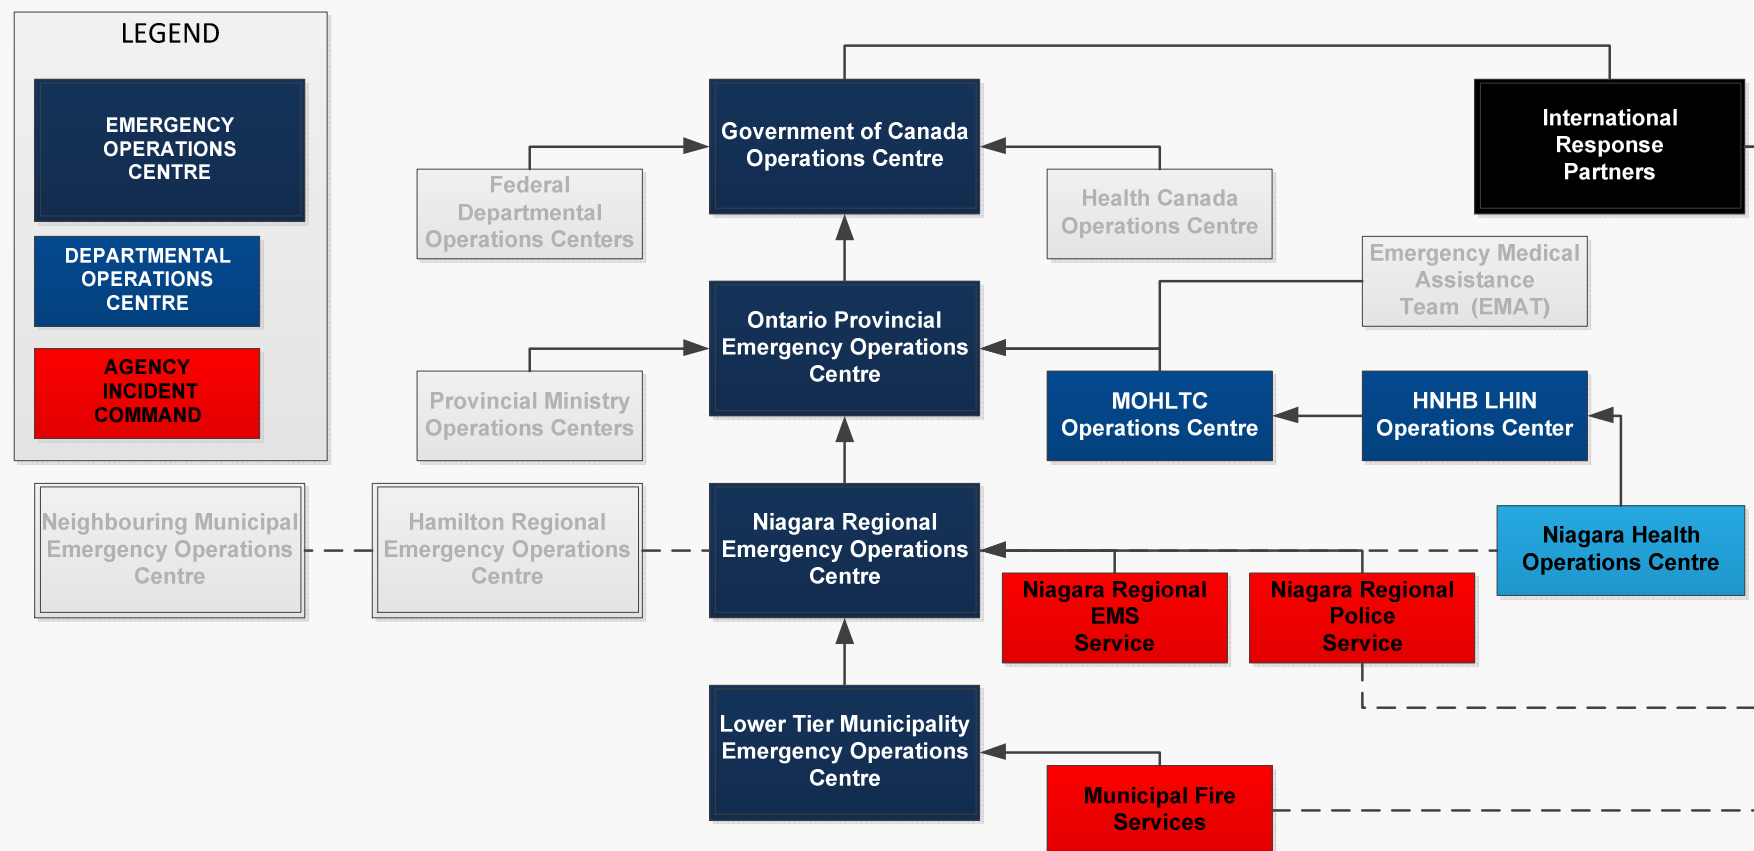 LEGEND
EMERGENCY
OPERATIONS
CENTRE
DEPARTMENTAL
OPERATIONS
CENTRE
AGENCY
INCIDENT
COMMAND
Government of Canada
Operations Centre
International
Response
Partners
Federal
Departmental
Operations Centers
Health Canada
Operations Centre
Emergency Medical
Assistance
Team (EMAT)
Ontario Provincial
Emergency Operations
Centre
Provincial Ministry
Operations Centers
MOHLTC
Operations Centre
HNHB LHIN
Operations Center
Neighbouring Municipal
Emergency Operations
Centre
Hamilton Regional
Emergency Operations
Centre
Niagara Regional
Emergency Operations
Centre
Niagara Health
Operations Centre
Niagara Regional
EMS
Service
Niagara Regional
Police
Service
Lower Tier Municipality
Emergency Operations
Centre
Municipal Fire
Services